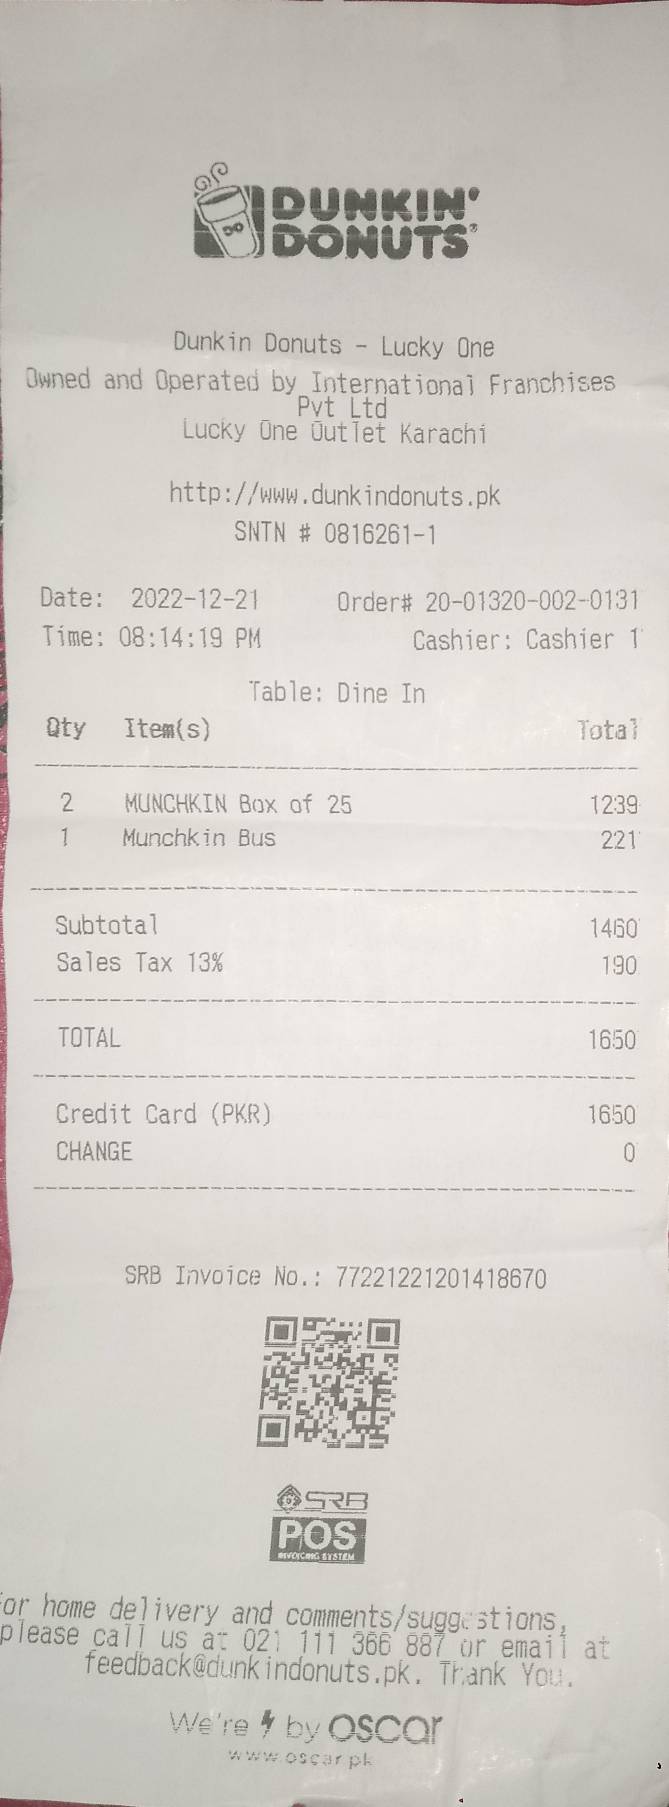 DUNKIN'
DONUTS®
Dunkin Donuts - Lucky One
Owned and Operated by International Franchises
Pvt Ltd
Lucky One Outlet Karachi
http://www.dunkindonuts.pk
SNTN # 0816261-1
Date: 2022-12-21 Order# 20-01320-002-0131
Time: 08:14:19 PM Cashier: Cashier 1
Table: Dine In
Qty Item(s) Total
2 MUNCHKIN Box of 25 1239
1 Munchkin Bus 221
Subtotal 1460
Sales Tax 13% 190
TOTAL 1650
Credit Card (PKR) 1650
CHANGE 0
SRB Invoice No.: 77221221201418670
SRB
POS
INVOICING SYSTEM
or home delivery and comments/suggestions,
please call us at 021 111 366 887 or email at
feedback@dunkindonuts.pk. Thank You.
We're by oscar
www.oscar.pk